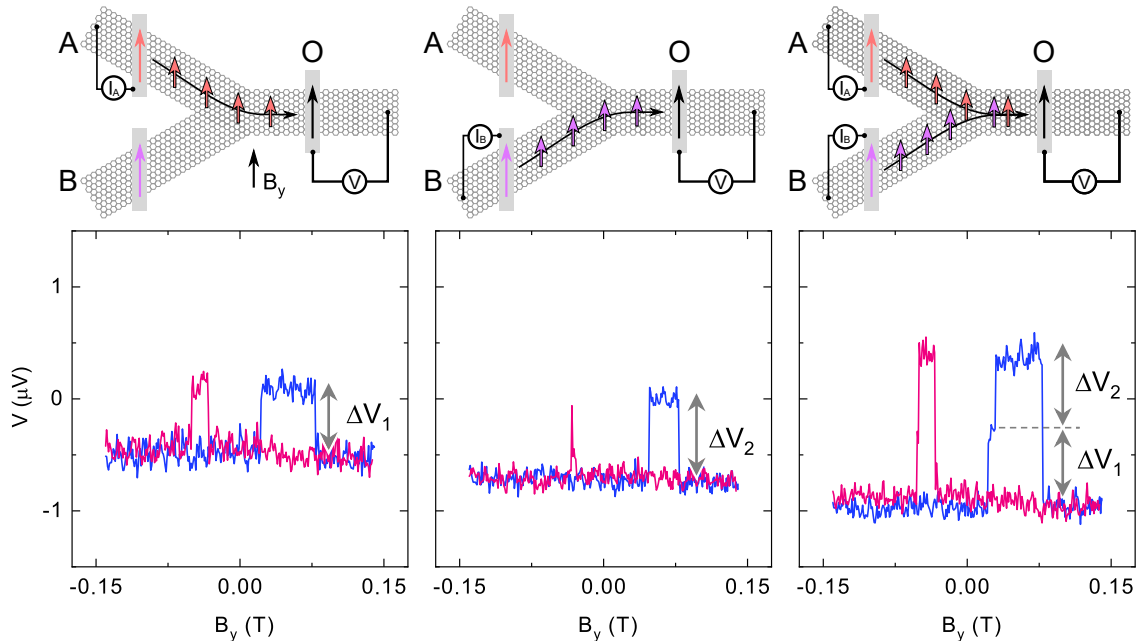 A
B
I_A
O
V
B_y
A
B
I_B
O
V
A
B
I_A
I_B
O
V
V (µV)
1
0
-1
ΔV_1
-0.15 0.00 0.15
B_y (T)
ΔV_2
-0.15 0.00 0.15
B_y (T)
ΔV_2
ΔV_1
-0.15 0.00 0.15
B_y (T)